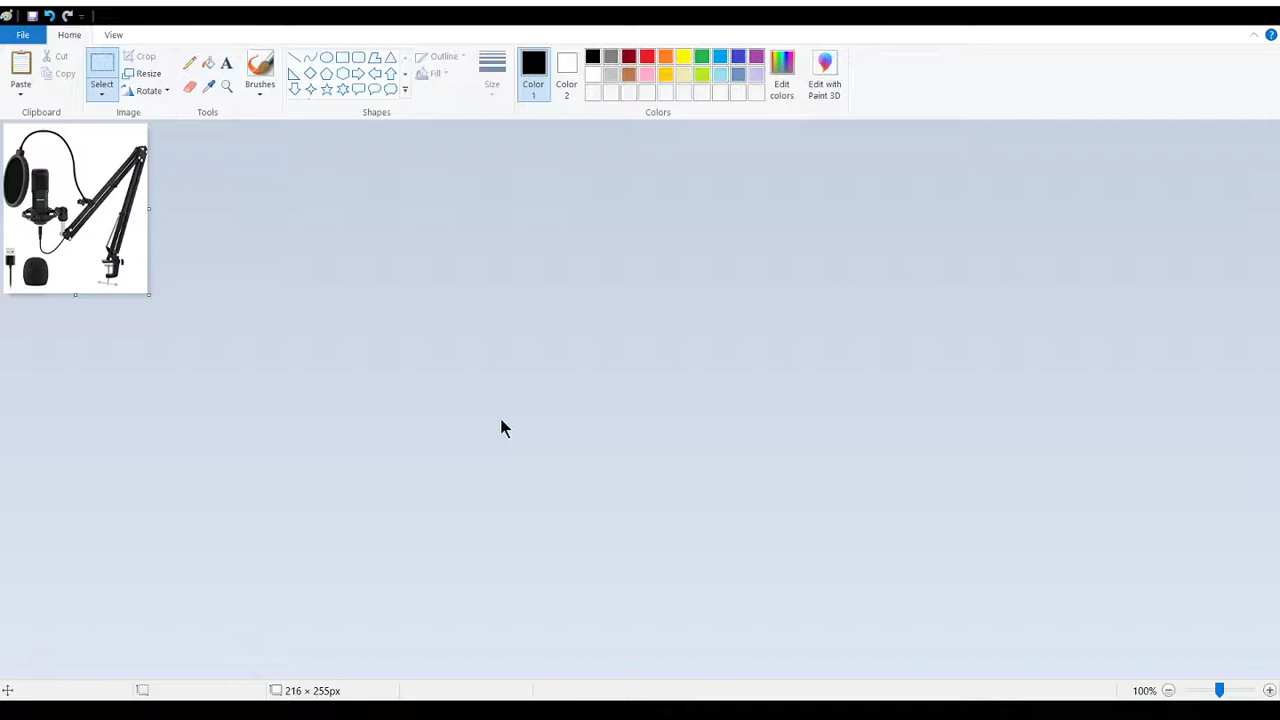 File Home View
Paste
Cut
Copy
Clipboard
Select
Crop
Resize
Rotate
Image
A
Tools
Brushes
Shapes
Outline
Fill
Size
Color
1
Color
2
Colors
Edit
colors
Edit with
Paint 3D
216 × 255px
100%